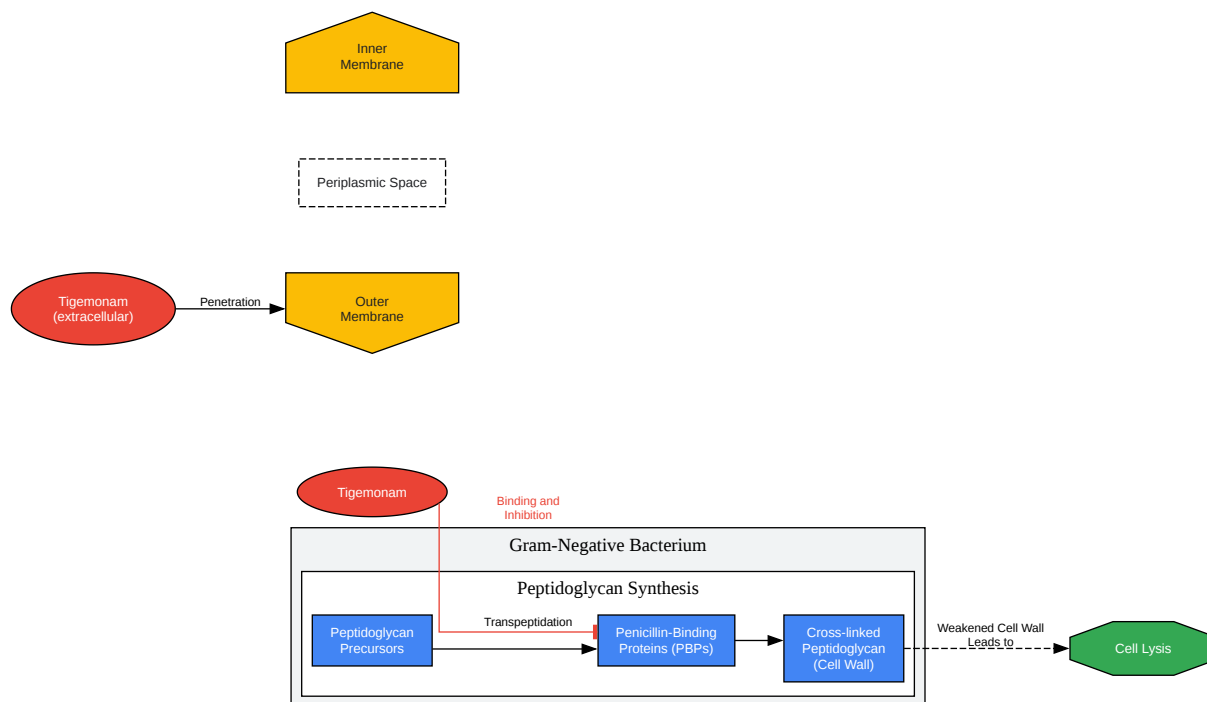 Inner
Membrane
Periplasmic Space
Tigemonam
(extracellular)
Penetration
Outer
Membrane
Tigemonam
Binding and
Inhibition
Gram-Negative Bacterium
Peptidoglycan Synthesis
Peptidoglycan
Precursors
Transpeptidation
Penicillin-Binding
Proteins (PBPs)
Cross-linked
Peptidoglycan
(Cell Wall)
Weakened Cell Wall
Leads to
Cell Lysis